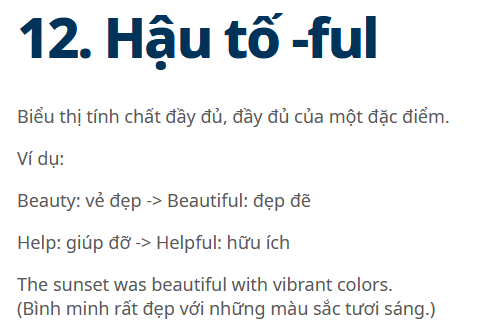 12. Hậu tố -ful
Biểu thị tính chất đầy đủ, đầy đủ của một đặc điểm.
Ví dụ:
Beauty: vẻ đẹp -> Beautiful: đẹp đẽ
Help: giúp đỡ -> Helpful: hữu ích
The sunset was beautiful with vibrant colors.
(Bình minh rất đẹp với những màu sắc tươi sáng.)